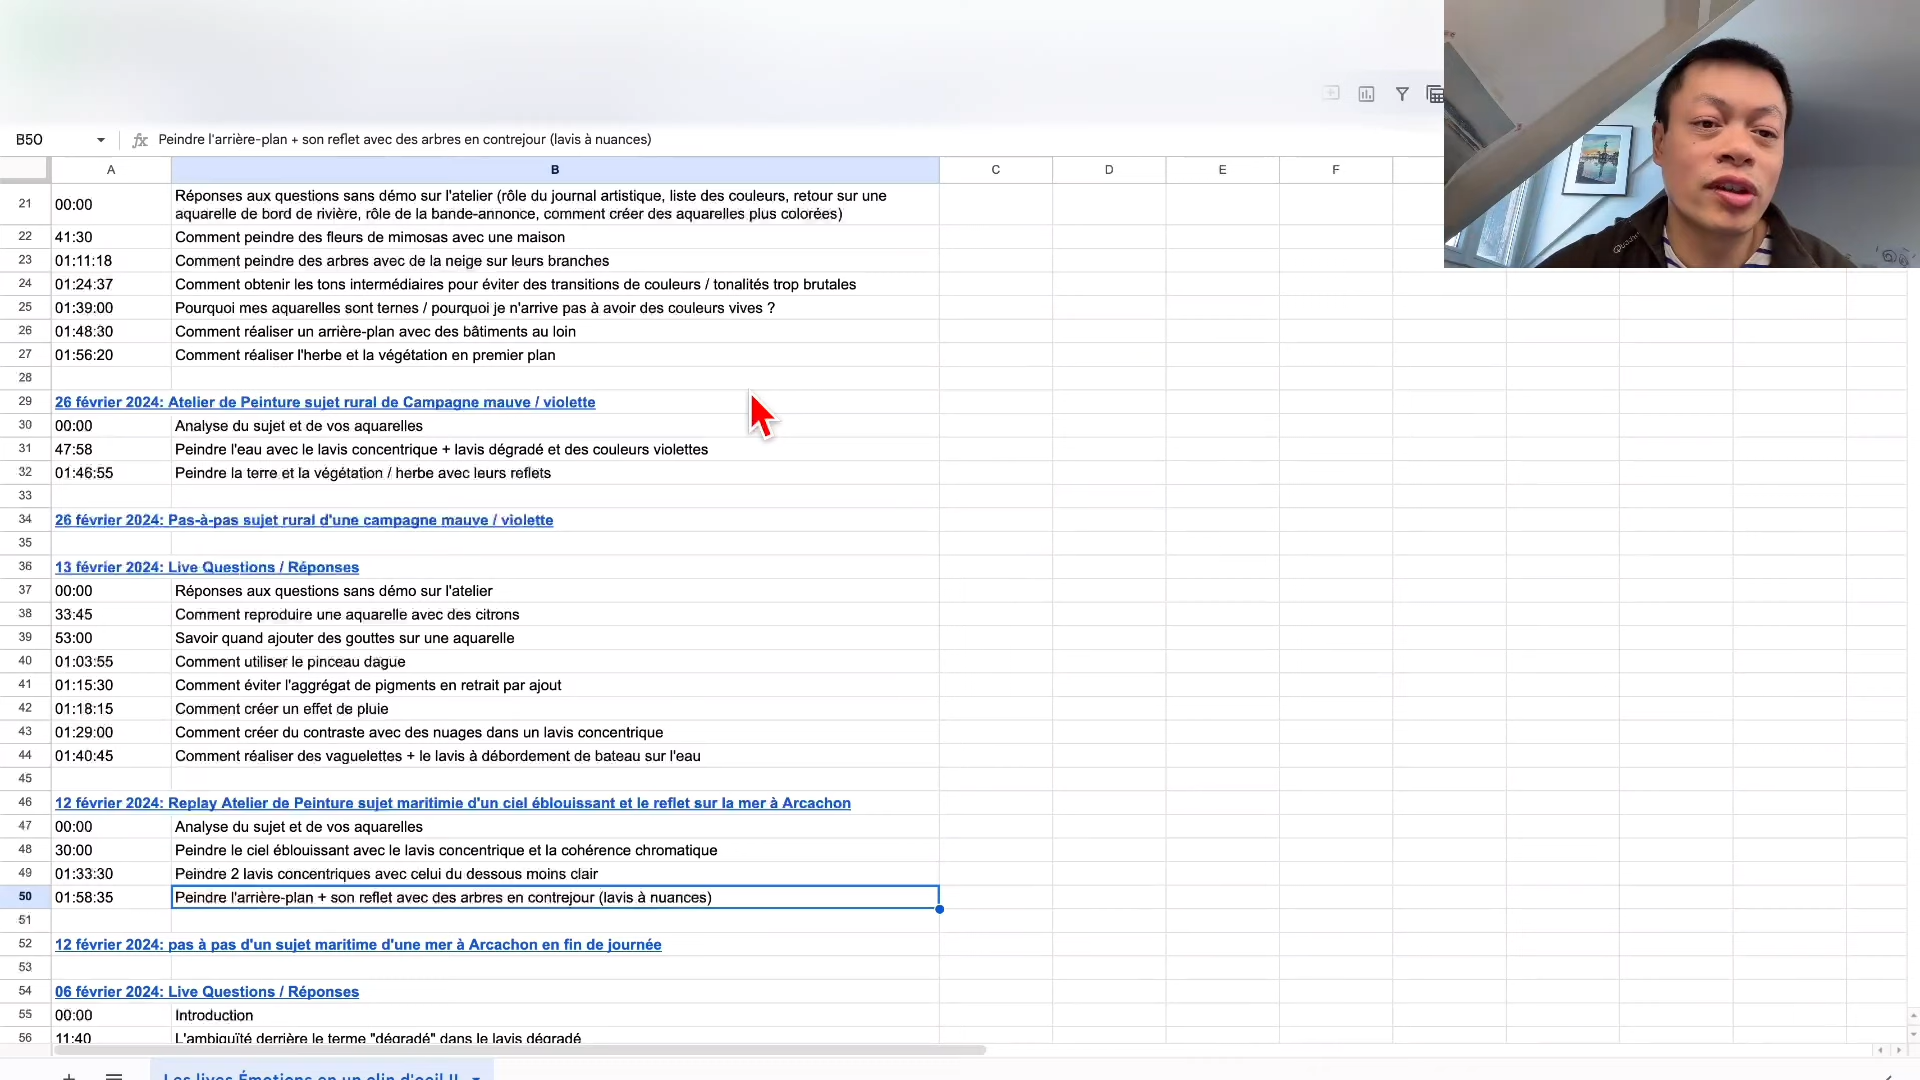 B50 fx Peindre l'arrière-plan + son reflet avec des arbres en contrejour (lavis à nuances)
A B C D E F
21 00:00 Réponses aux questions sans démo sur l'atelier (rôle du journal artistique, liste des couleurs, retour sur une
aquarelle de bord de rivière, rôle de la bande-annonce, comment créer des aquarelles plus colorées)
22 41:30 Comment peindre des fleurs de mimosas avec une maison
23 01:11:18 Comment peindre des arbres avec de la neige sur leurs branches
24 01:24:37 Comment obtenir les tons intermédiaires pour éviter des transitions de couleurs / tonalités trop brutales
25 01:39:00 Pourquoi mes aquarelles sont ternes / pourquoi je n'arrive pas à avoir des couleurs vives ?
26 01:48:30 Comment réaliser un arrière-plan avec des bâtiments au loin
27 01:56:20 Comment réaliser l'herbe et la végétation en premier plan
28
29 26 février 2024: Atelier de Peinture sujet rural de Campagne mauve / violette
30 00:00 Analyse du sujet et de vos aquarelles
31 47:58 Peindre l'eau avec le lavis concentrique + lavis dégradé et des couleurs violettes
32 01:46:55 Peindre la terre et la végétation / herbe avec leurs reflets
33
34 26 février 2024: Pas-à-pas sujet rural d'une campagne mauve / violette
35
36 13 février 2024: Live Questions / Réponses
37 00:00 Réponses aux questions sans démo sur l'atelier
38 33:45 Comment reproduire une aquarelle avec des citrons
39 53:00 Savoir quand ajouter des gouttes sur une aquarelle
40 01:03:55 Comment utiliser le pinceau dague
41 01:15:30 Comment éviter l'aggrégat de pigments en retrait par ajout
42 01:18:15 Comment créer un effet de pluie
43 01:29:00 Comment créer du contraste avec des nuages dans un lavis concentrique
44 01:40:45 Comment réaliser des vaguelettes + le lavis à débordement de bateau sur l'eau
45
46 12 février 2024: Replay Atelier de Peinture sujet maritimie d'un ciel éblouissant et le reflet sur la mer à Arcachon
47 00:00 Analyse du sujet et de vos aquarelles
48 30:00 Peindre le ciel éblouissant avec le lavis concentrique et la cohérence chromatique
49 01:33:30 Peindre 2 lavis concentriques avec celui du dessous moins clair
50 01:58:35 Peindre l'arrière-plan + son reflet avec des arbres en contrejour (lavis à nuances)
51
52 12 février 2024: pas à pas d'un sujet maritime d'une mer à Arcachon en fin de journée
53
54 06 février 2024: Live Questions / Réponses
55 00:00 Introduction
56 11:40 L'ambiguïté derrière le terme "dégradé" dans le lavis dégradé
Les lives Émotions en un clin d'oeil !!